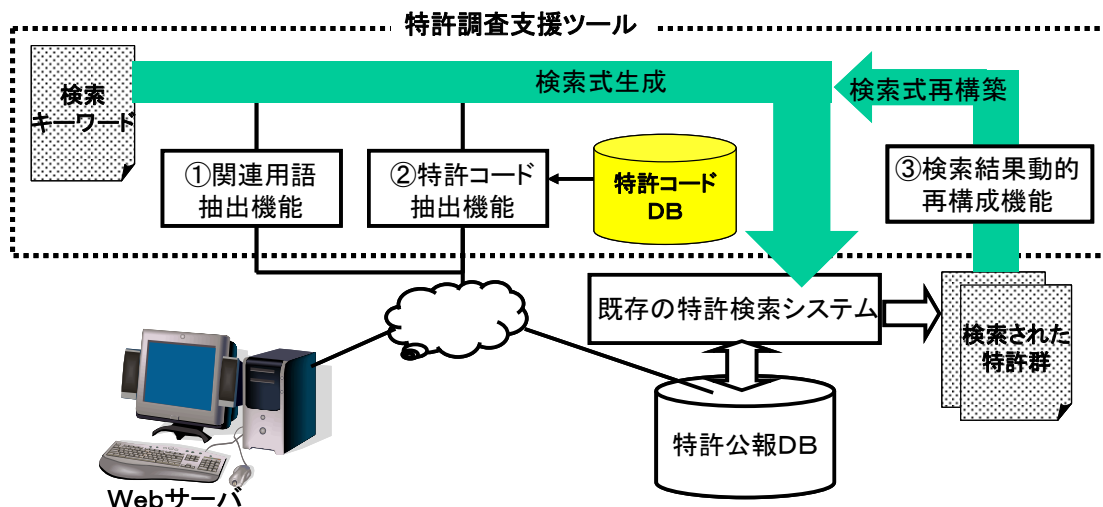 特許調査支援ツール
検索
キーワード
検索式生成
検索式再構築
①関連用語
抽出機能
②特許コード
抽出機能
特許コード
DB
③検索結果動的
再構成機能
既存の特許検索システム
検索された
特許群
特許公報DB
Webサーバ